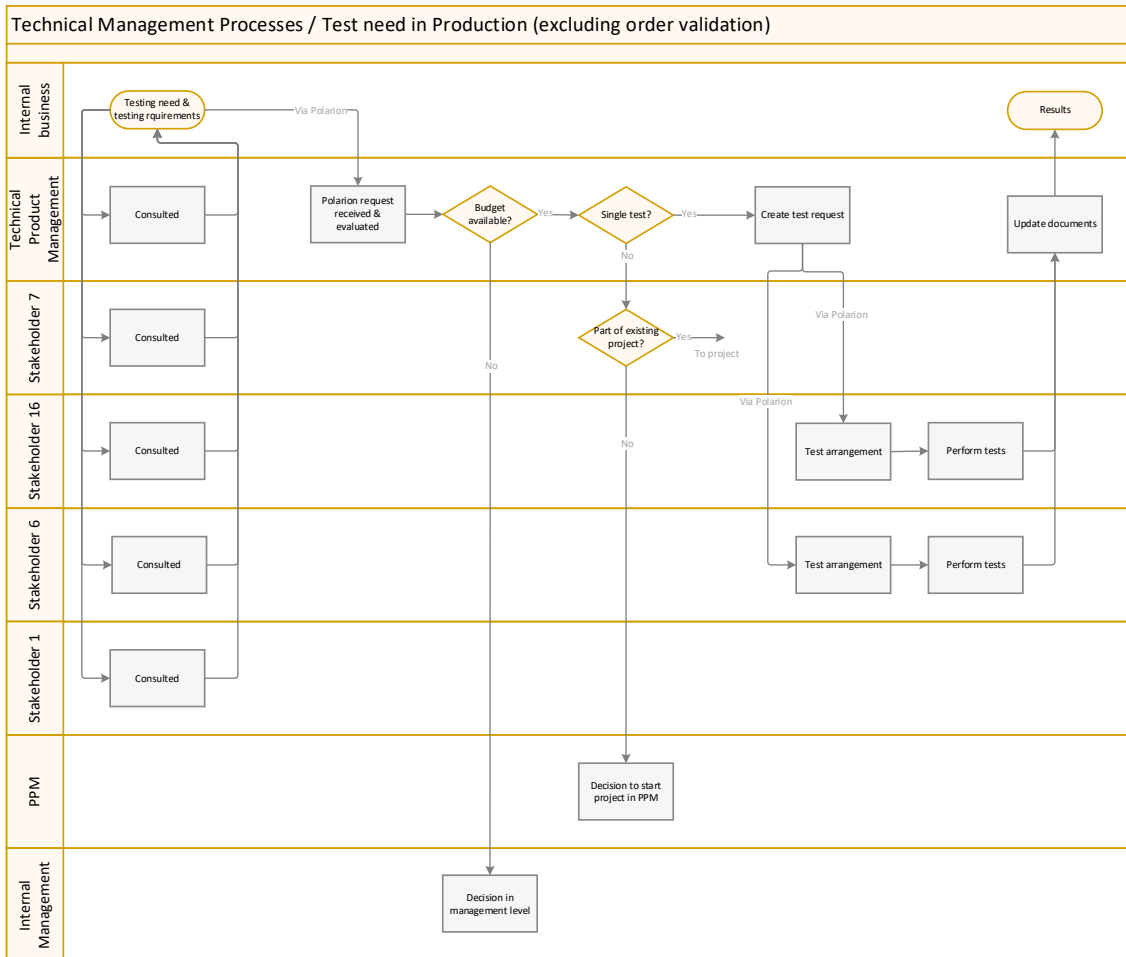 Technical Management Processes / Test need in Production (excluding order validation)
Internal
business
Testing need &
testing rquirements
Via Polarion
Results
Technical
Product
Management
Consulted
Polarion request
received &
evaluated
Budget
available?
Yes
Single test?
Yes
Create test request
Update documents
No
Stakeholder 7
Consulted
No
Part of existing
project?
Yes
To project
Via Polarion
Stakeholder 16
Consulted
No
Via Polarion
Test arrangement
Perform tests
Stakeholder 6
Consulted
Test arrangement
Perform tests
Stakeholder 1
Consulted
PPM
Decision to start
project in PPM
Internal
Management
Decision in
management level